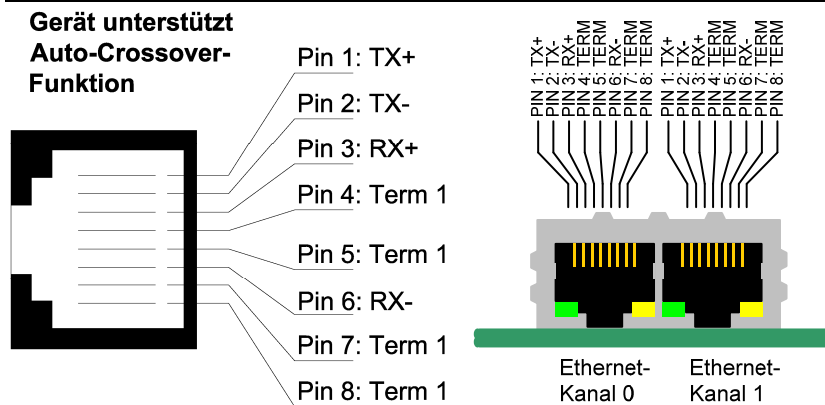 Gerät unterstützt
Auto-Crossover-
Funktion
Pin 1: TX+
Pin 2: TX-
Pin 3: RX+
Pin 4: Term 1
Pin 5: Term 1
Pin 6: RX-
Pin 7: Term 1
Pin 8: Term 1
PIN 1: TX+
PIN 2: TX-
PIN 3: RX+
PIN 4: TERM
PIN 5: TERM
PIN 6: RX-
PIN 7: TERM
PIN 8: TERM
PIN 1: TX+
PIN 2: TX-
PIN 3: RX+
PIN 4: TERM
PIN 5: TERM
PIN 6: RX-
PIN 7: TERM
PIN 8: TERM
Ethernet-
Kanal 0
Ethernet-
Kanal 1